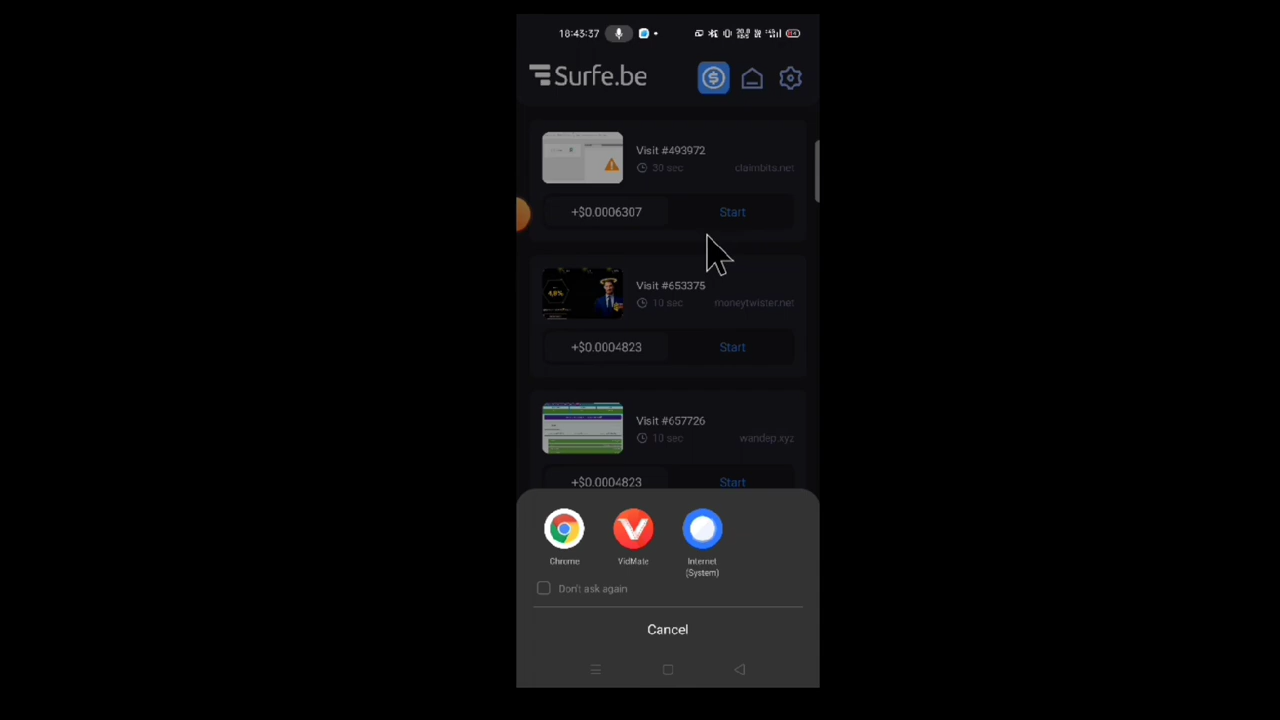 18:43:37
Surfe.be
Visit #493972
30 sec claimbits.net
+$0.0006307 Start
Visit #653375
4,8%
10 sec moneytwister.net
+$0.0004823 Start
Visit #657726
10 sec wandep.xyz
+$0.0004823 Start
Chrome VidMate Internet
(System)
Don't ask again
Cancel